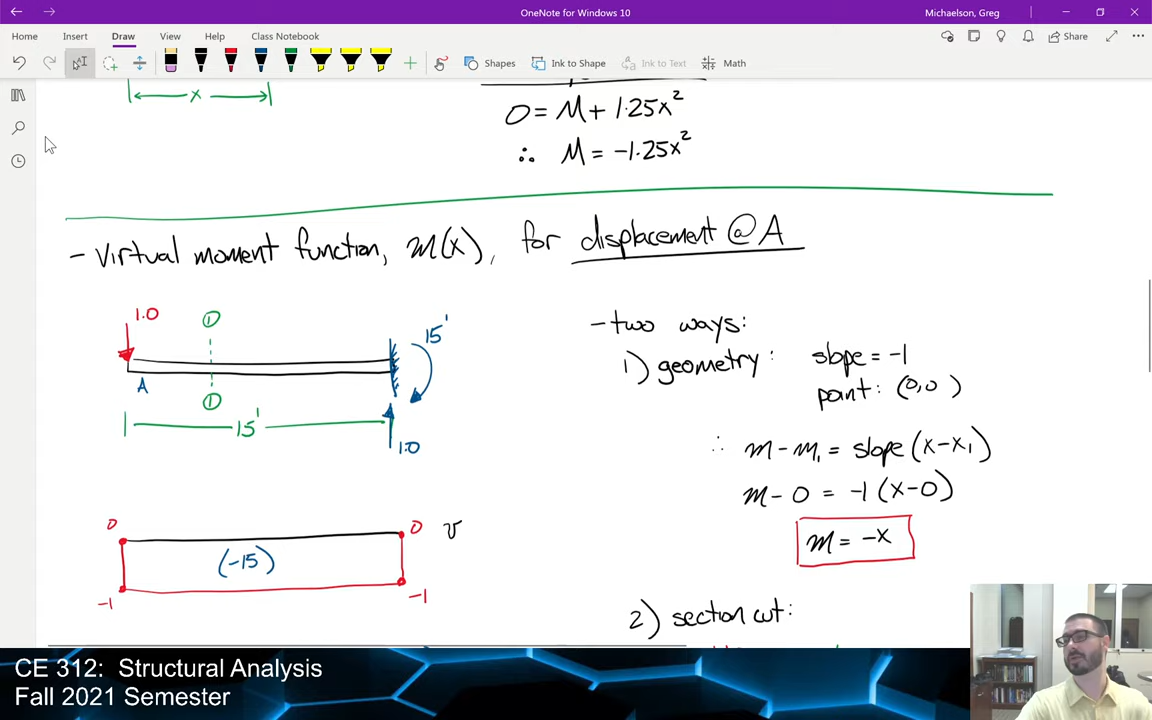 OneNote for Windows 10
Michaelson, Greg
Home Insert Draw View Help Class Notebook
Share
Shapes Ink to Shape Ink to Text Math
x
0 = M + 1.25x²
∴ M = -1.25x²
- Virtual moment function, m(x), for displacement @ A
1.0
1
15'
A
1
15'
1.0
- two ways:
1) geometry: slope = -1
point: (0,0)
∴ m - m₁ = slope (x - x₁)
m - 0 = -1 (x - 0)
m = -x
0
0 v
(-15)
-1
-1
2) section cut:
CE 312: Structural Analysis
Fall 2021 Semester